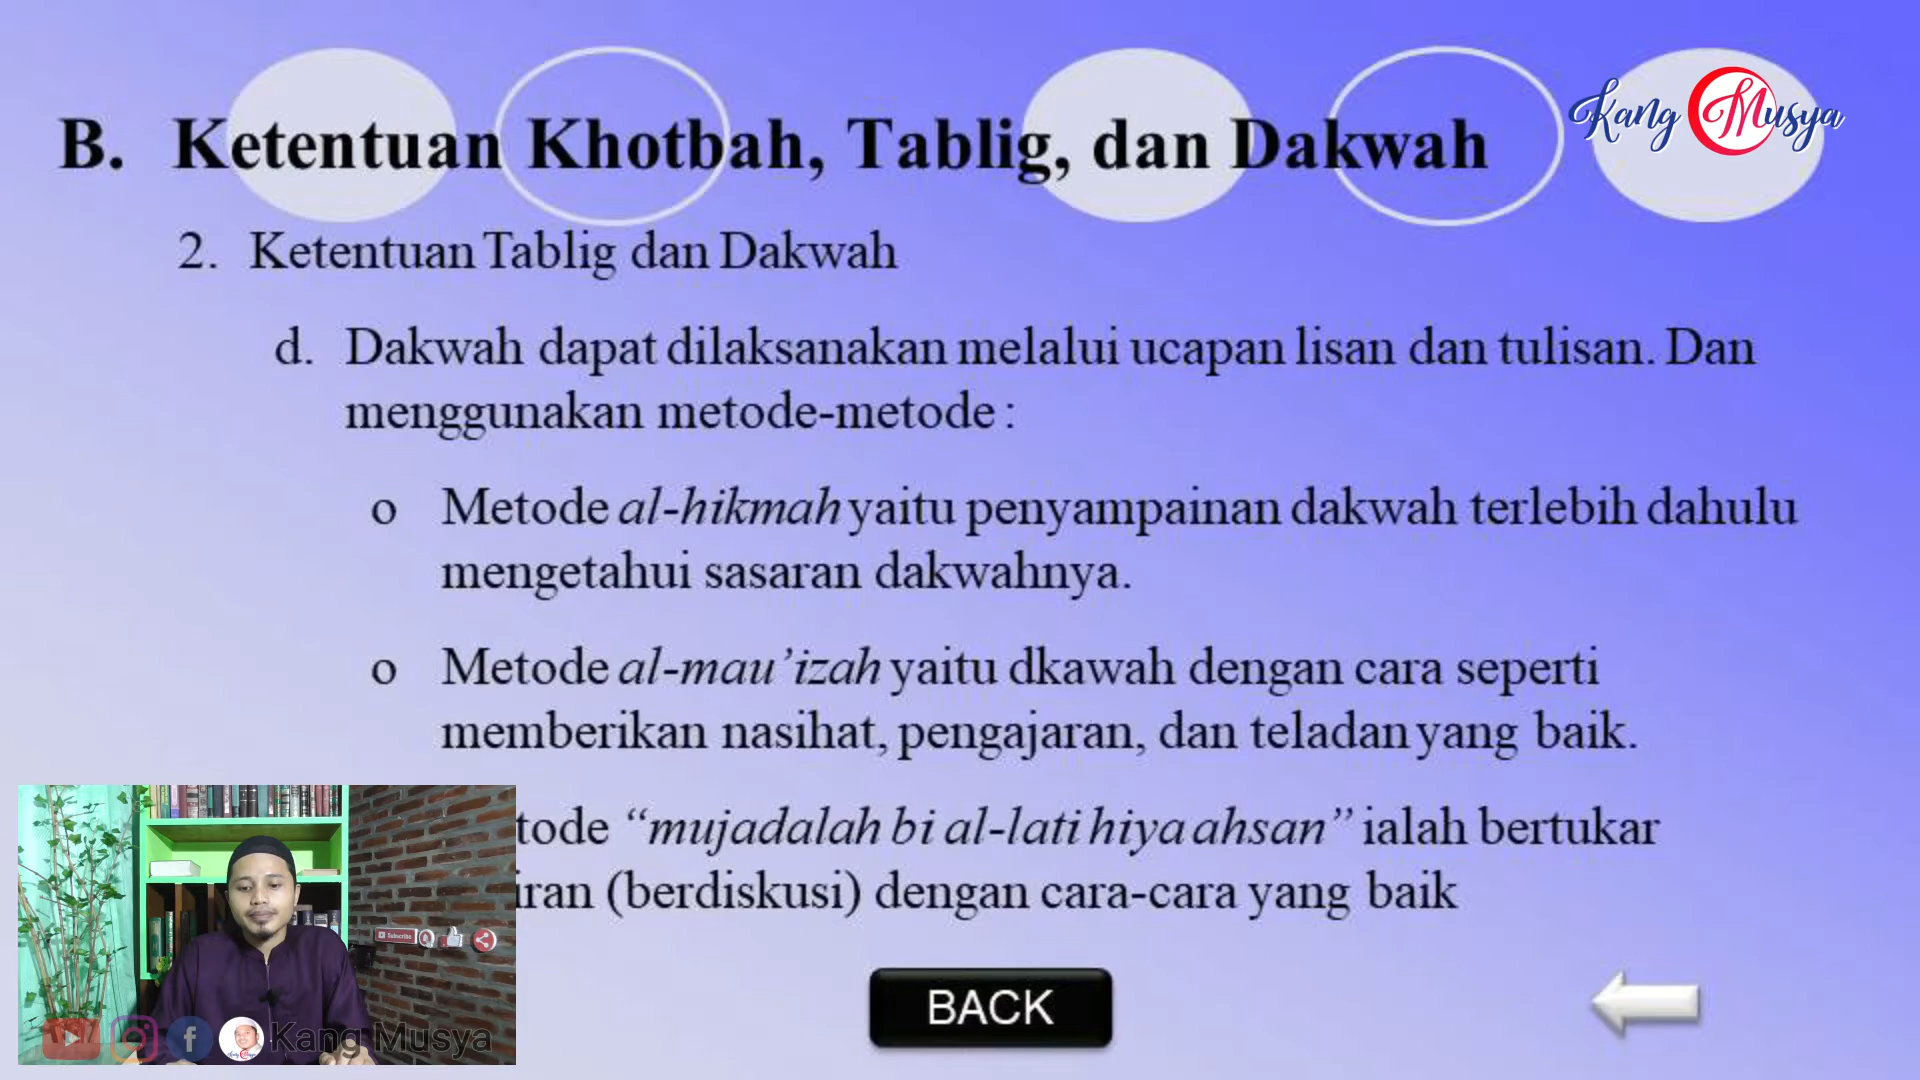 Kang Musya
B. Ketentuan Khotbah, Tablig, dan Dakwah
2. Ketentuan Tablig dan Dakwah
d. Dakwah dapat dilaksanakan melalui ucapan lisan dan tulisan. Dan
menggunakan metode-metode :
o Metode al-hikmah yaitu penyampainan dakwah terlebih dahulu
mengetahui sasaran dakwahnya.
o Metode al-mau’izah yaitu dkawah dengan cara seperti
memberikan nasihat, pengajaran, dan teladan yang baik.
tode “mujadalah bi al-lati hiya ahsan” ialah bertukar
iran (berdiskusi) dengan cara-cara yang baik
Subscribe
Kang Musya
BACK